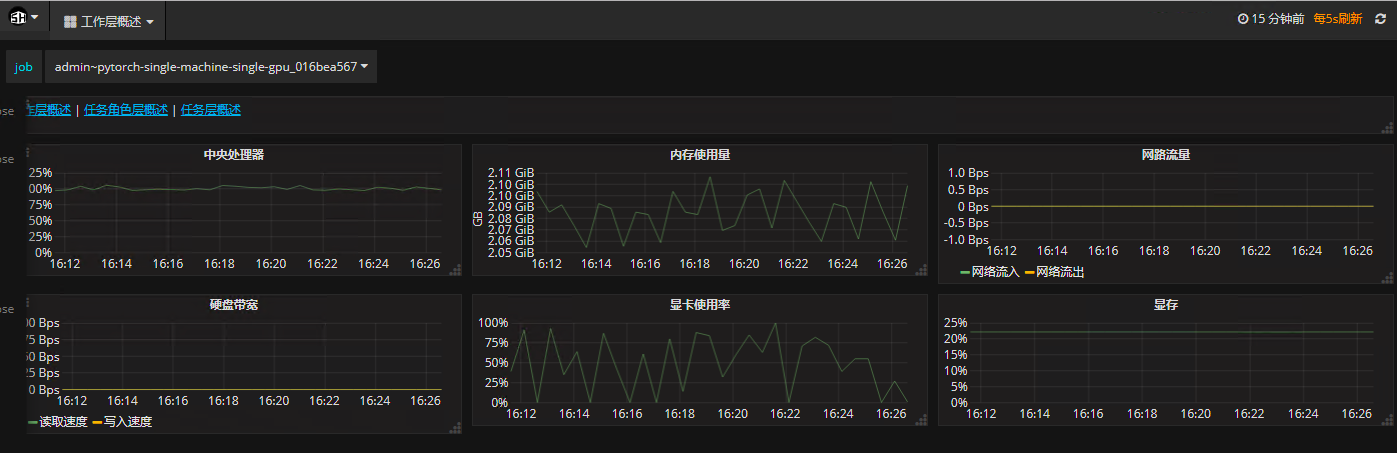 SH 工作层概述 15 分钟前 每5s刷新
job admin~pytorch-single-machine-single-gpu_016bea567
ose 作层概述 | 任务角色层概述 | 任务层概述
ose
中央处理器
25%
00%
75%
50%
25%
0%
16:12 16:14 16:16 16:18 16:20 16:22 16:24 16:26
内存使用量
GB
2.11 GiB
2.10 GiB
2.10 GiB
2.09 GiB
2.08 GiB
2.07 GiB
2.06 GiB
2.05 GiB
16:12 16:14 16:16 16:18 16:20 16:22 16:24 16:26
网路流量
1.0 Bps
0.5 Bps
0 Bps
-0.5 Bps
-1.0 Bps
16:12 16:14 16:16 16:18 16:20 16:22 16:24 16:26
网络流入 网络流出
ose
硬盘带宽
00 Bps
75 Bps
50 Bps
25 Bps
0 Bps
16:12 16:14 16:16 16:18 16:20 16:22 16:24 16:26
读取速度 写入速度
显卡使用率
100%
75%
50%
25%
0%
16:12 16:14 16:16 16:18 16:20 16:22 16:24 16:26
显存
25%
20%
15%
10%
5%
0%
16:12 16:14 16:16 16:18 16:20 16:22 16:24 16:26